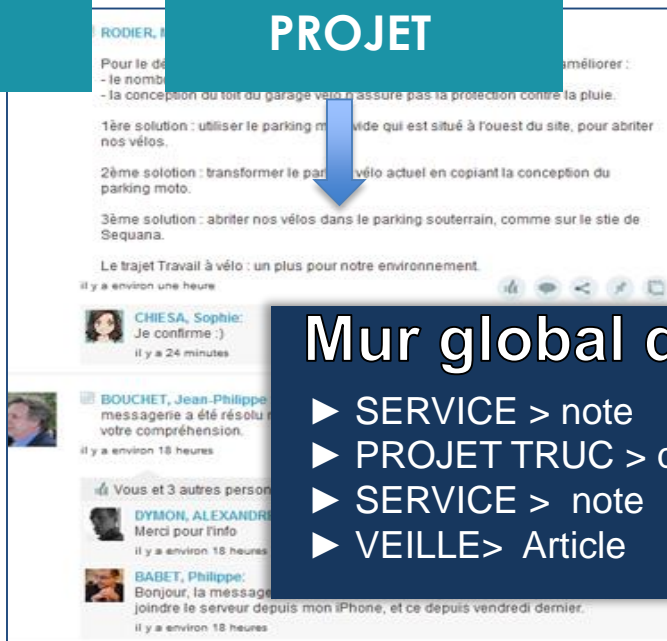 PROJET
RODIER,
Pour le améliorer :
- le
- la conception du toit du garage vélo n'assure pas la protection contre la pluie.
1ère solution : utiliser le parking vide qui est situé à l'ouest du site, pour abriter
nos vélos.
2ème solotion : transformer le vélo actuel en copiant la conception du
parking moto.
3ème solution : abriter nos vélos dans le parking souterrain, comme sur le stie de
Sequana.
Le trajet Travail à vélo : un plus pour notre environnement.
il y a environ une heure
CHIESA, Sophie:
Je confirme :)
il y a 24 minutes
Mur global
► SERVICE > note
► PROJET TRUC >
► SERVICE > note
► VEILLE> Article
BOUCHET, Jean-Philippe
messagerie a été résolu
votre compréhension.
il y a environ 18 heures
Vous et 3 autres
DYMON, ALEXANDRE
Merci pour l'info
il y a environ 18 heures
BABET, Philippe:
Bonjour, la
joindre le serveur depuis mon iPhone, et ce depuis vendredi dernier.
il y a environ 18 heures